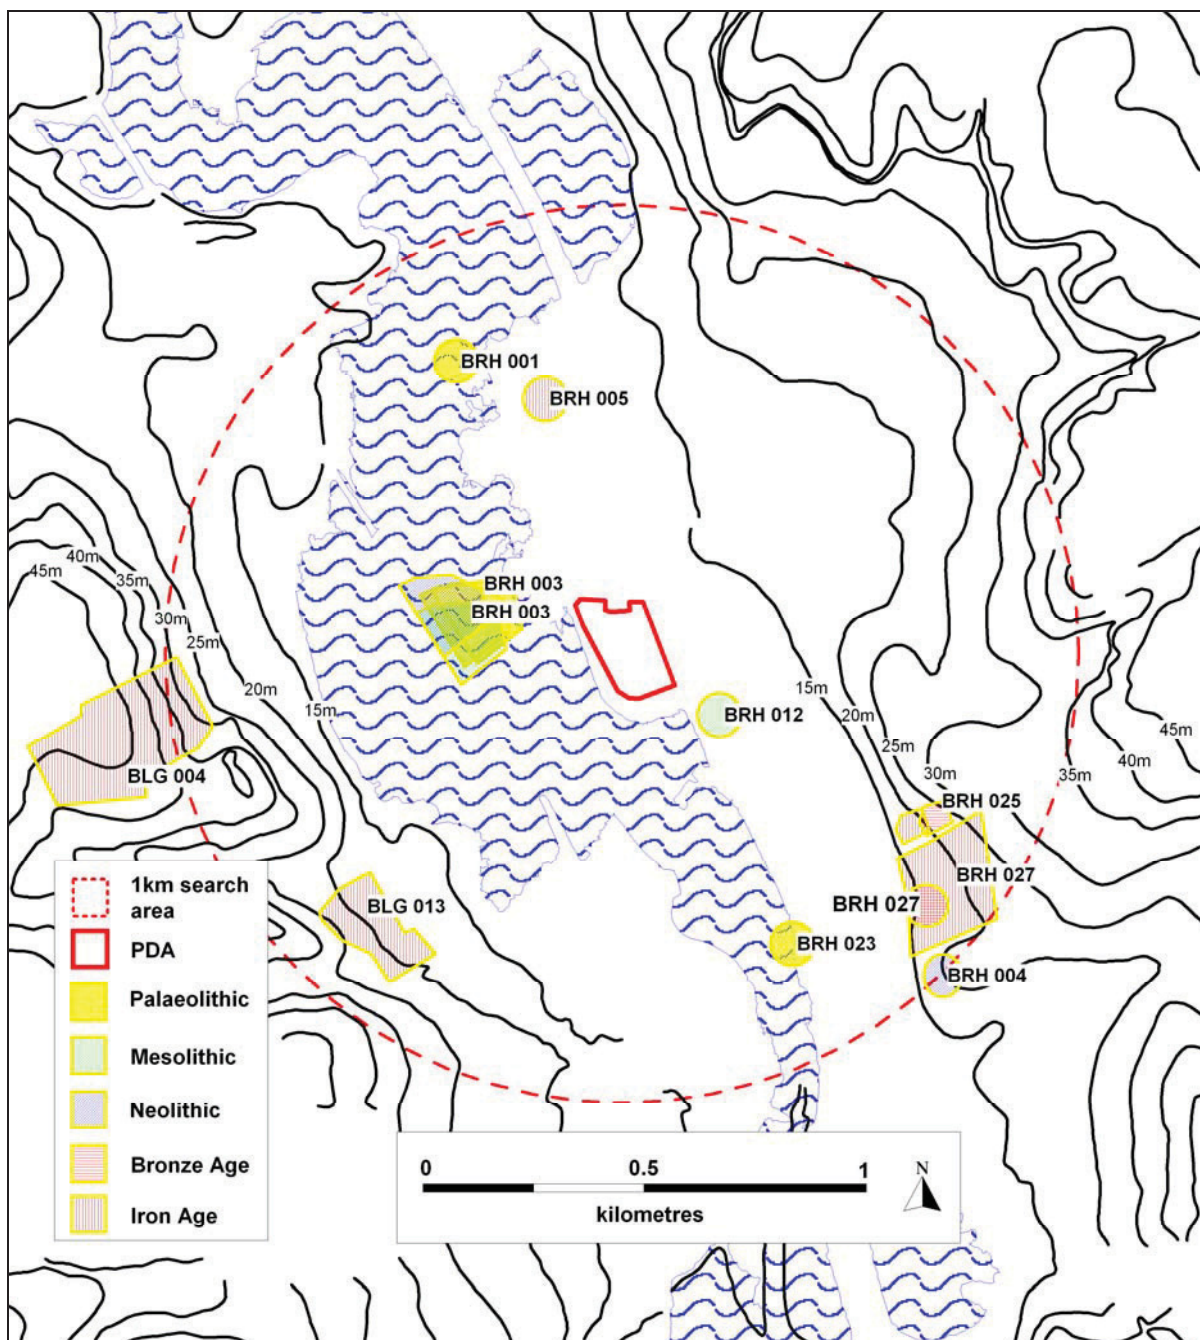 BRH 001
BRH 005
45m
40m
35m
30m
25m
20m
15m
BRH 003
BRH 003
BRH 012
BLG 004
15m
20m
25m
30m
35m
40m
45m
BRH 025
BRH 027
BRH 027
BLG 013
BRH 023
BRH 004
1km search
area
PDA
Palaeolithic
Mesolithic
Neolithic
Bronze Age
Iron Age
0 0.5 1
kilometres
N